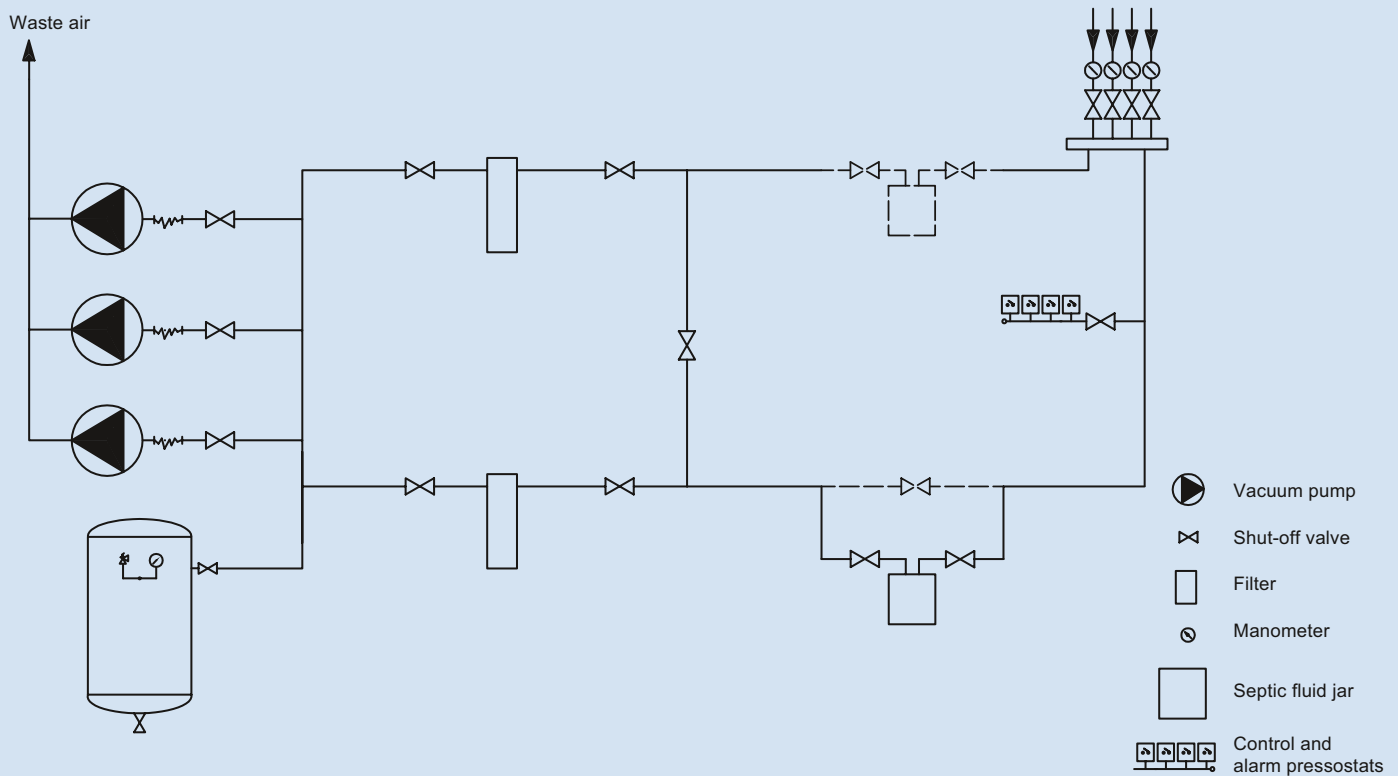 Waste air
Vacuum pump
Shut-off valve
Filter
Manometer
Septic fluid jar
Control and
alarm pressostats